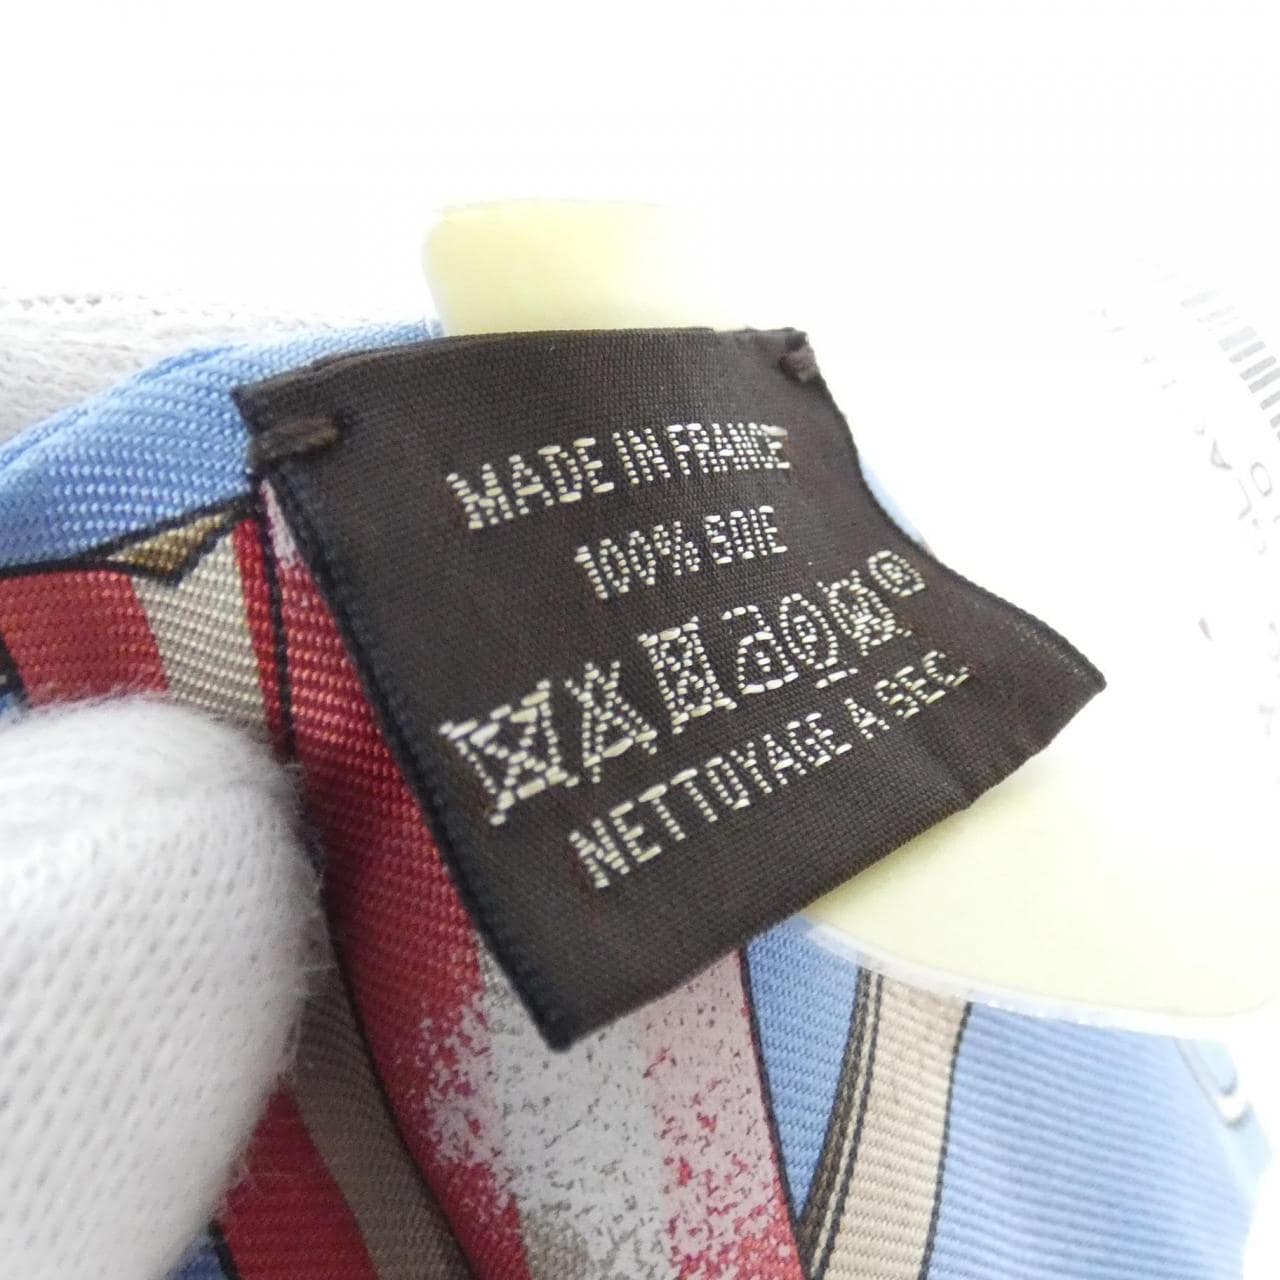 MADE IN FRANCE
100% SOIE
®
NETTOYAGE A SEC